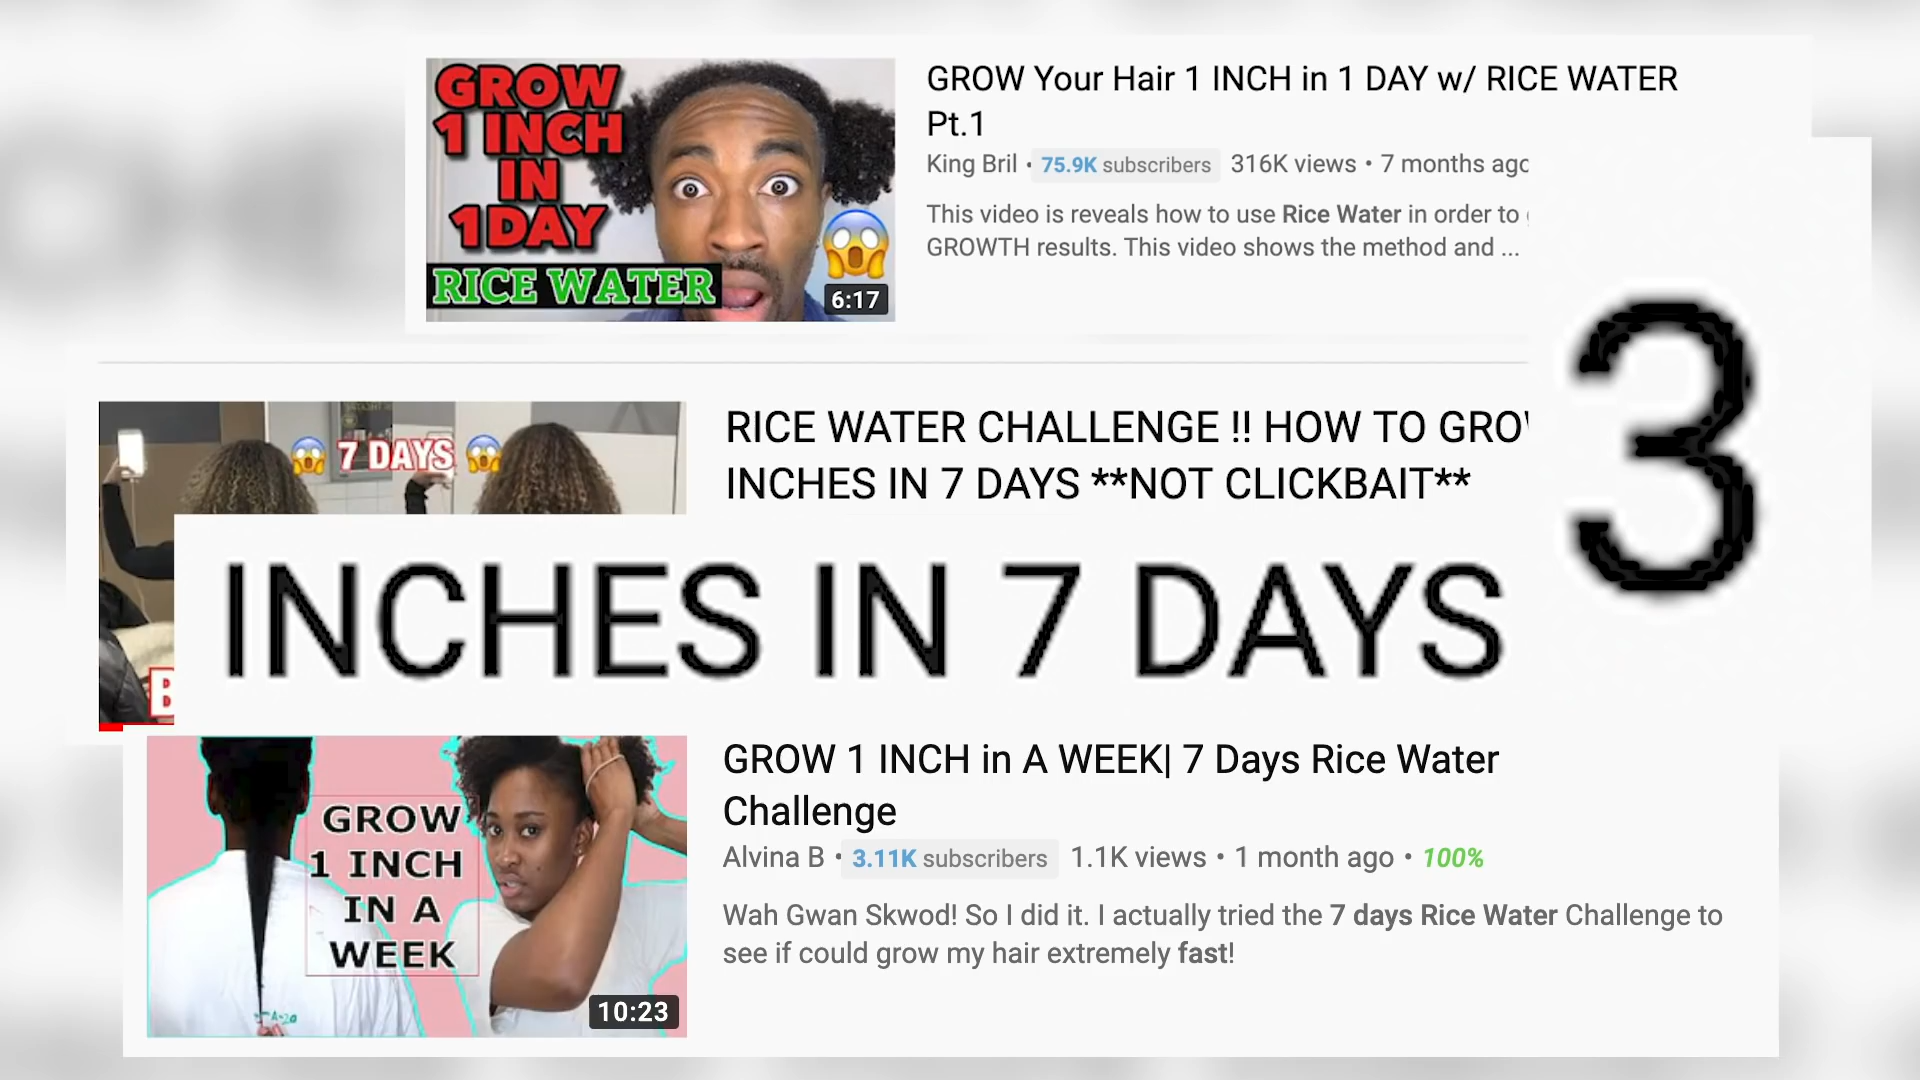 GROW
1 INCH
IN
1DAY
RICE WATER
6:17
GROW Your Hair 1 INCH in 1 DAY w/ RICE WATER
Pt.1
King Bril • 75.9K subscribers 316K views • 7 months ago
This video is reveals how to use Rice Water in order to
GROWTH results. This video shows the method and ...
7 DAYS
RICE WATER CHALLENGE !! HOW TO GROW
INCHES IN 7 DAYS **NOT CLICKBAIT**
3
INCHES IN 7 DAYS
GROW
1 INCH
IN A
WEEK
10:23
GROW 1 INCH in A WEEK| 7 Days Rice Water
Challenge
Alvina B • 3.11K subscribers 1.1K views • 1 month ago • 100%
Wah Gwan Skwod! So I did it. I actually tried the 7 days Rice Water Challenge to
see if could grow my hair extremely fast!